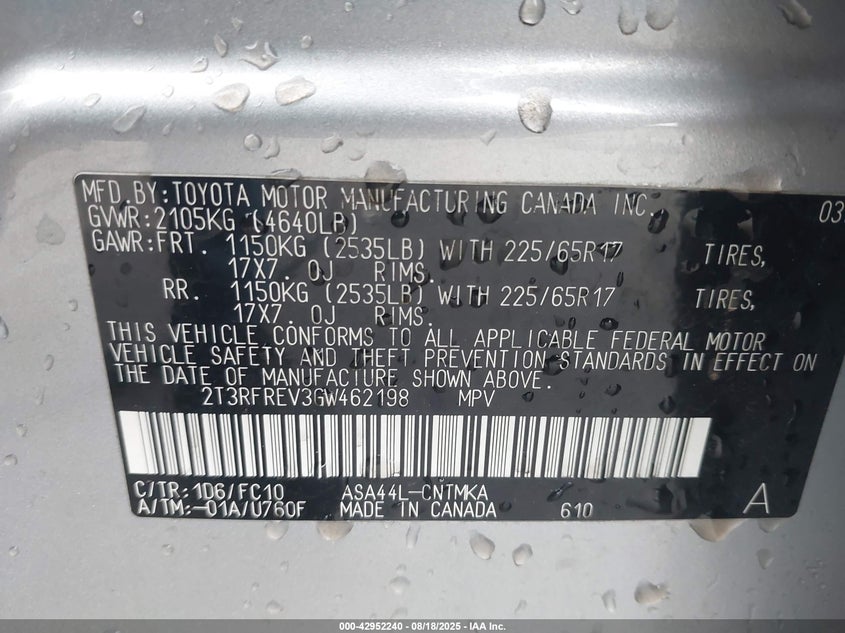 MFD. BY: TOYOTA MOTOR MANUFACTURING CANADA INC. 03
GVWR: 2105KG (4640LB)
GAWR: FRT. 1150KG (2535LB) WITH 225/65R17 TIRES,
17X7. 0J RIMS.
RR. 1150KG (2535LB) WITH 225/65R17 TIRES,
17X7. 0J RIMS.
THIS VEHICLE CONFORMS TO ALL APPLICABLE FEDERAL MOTOR
VEHICLE SAFETY AND THEFT PREVENTION STANDARDS IN EFFECT ON
THE DATE OF MANUFACTURE SHOWN ABOVE.
2T3RFREV3GW462198 MPV
C/TR: 1D6/FC10 ASA44L-CNTMKA
A/TM:-01A/U760F MADE IN CANADA 610 A
000-42952240 - 08/18/2025 - IAA Inc.